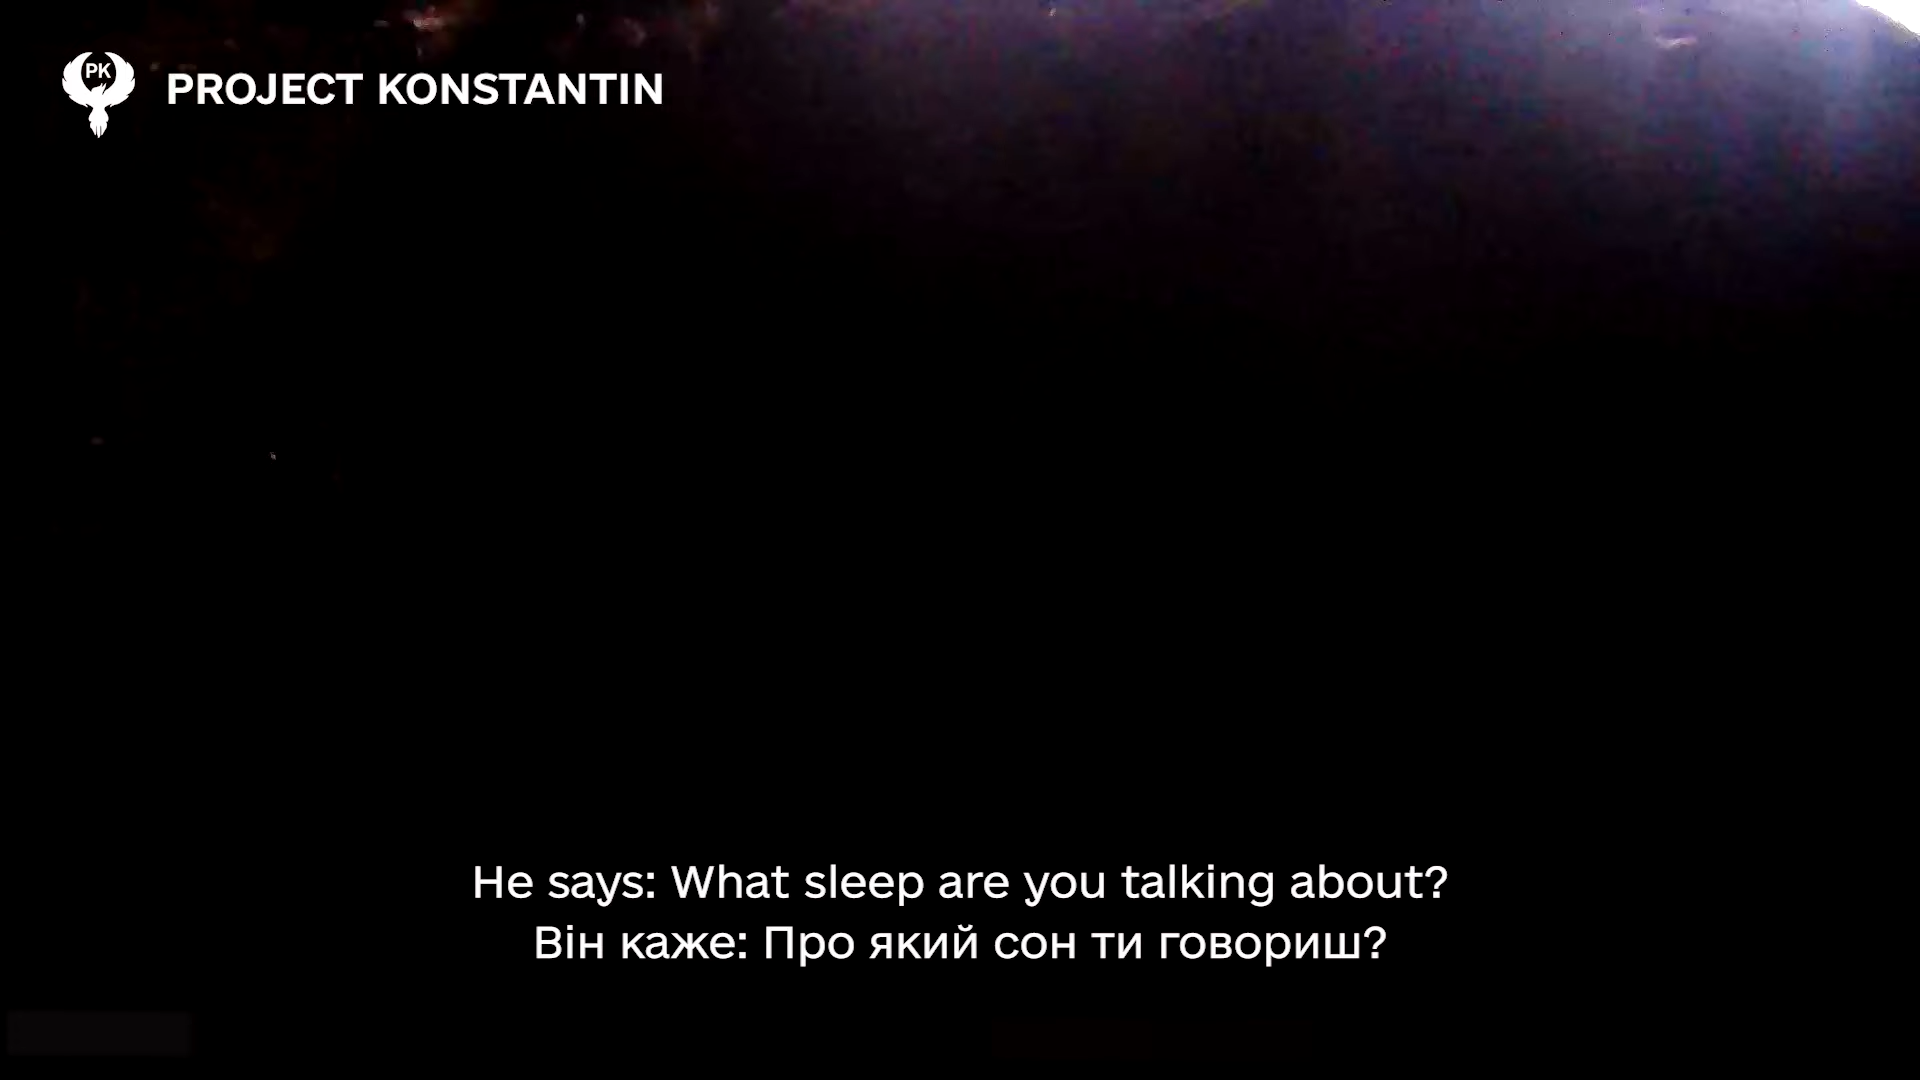 PK
PROJECT KONSTANTIN
He says: What sleep are you talking about?
Він каже: Про який сон ти говориш?